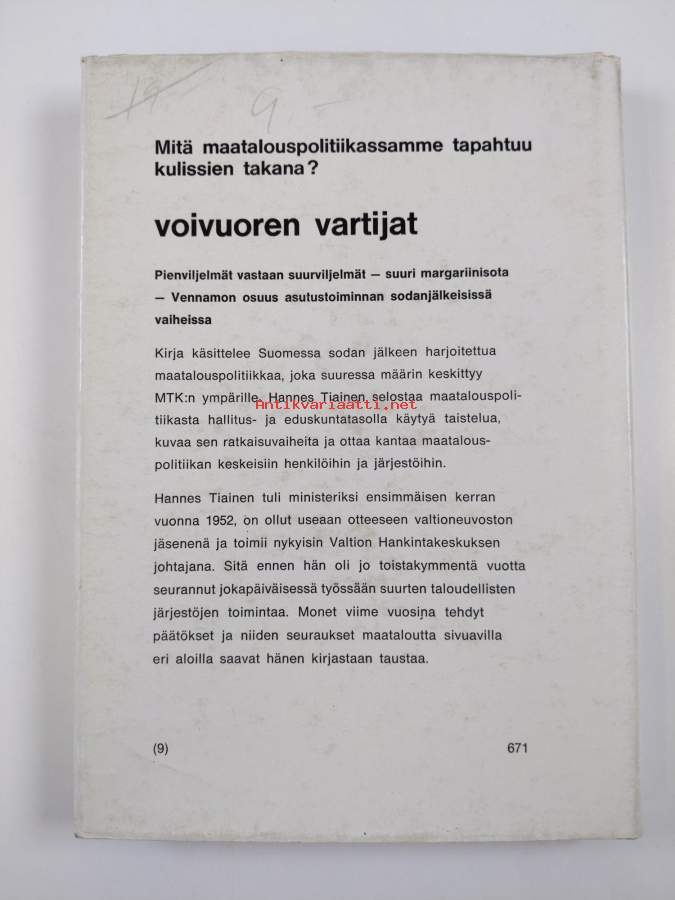 19 9.-
Mitä maatalouspolitiikassamme tapahtuu
kulissien takana?
voivuoren vartijat
Pienviljelmät vastaan suurviljelmät — suuri margariinisota
— Vennamon osuus asutustoiminnan sodanjälkeisissä
vaiheissa
Kirja käsittelee Suomessa sodan jälkeen harjoitettua
maatalouspolitiikkaa, joka suuressa määrin keskittyy
MTK:n ympärille. Hannes Tiainen selostaa maatalouspoli-
Antikvariaatti.net
tiikasta hallitus- ja eduskuntatasolla käytyä taistelua,
kuvaa sen ratkaisuvaiheita ja ottaa kantaa maatalous-
politiikan keskeisiin henkilöihin ja järjestöihin.
Hannes Tiainen tuli ministeriksi ensimmäisen kerran
vuonna 1952, on ollut useaan otteeseen valtioneuvoston
jäsenenä ja toimii nykyisin Valtion Hankintakeskuksen
johtajana. Sitä ennen hän oli jo toistakymmentä vuotta
seurannut jokapäiväisessä työssään suurten taloudellisten
järjestöjen toimintaa. Monet viime vuosina tehdyt
päätökset ja niiden seuraukset maataloutta sivuavilla
eri aloilla saavat hänen kirjastaan taustaa.
(9) 671